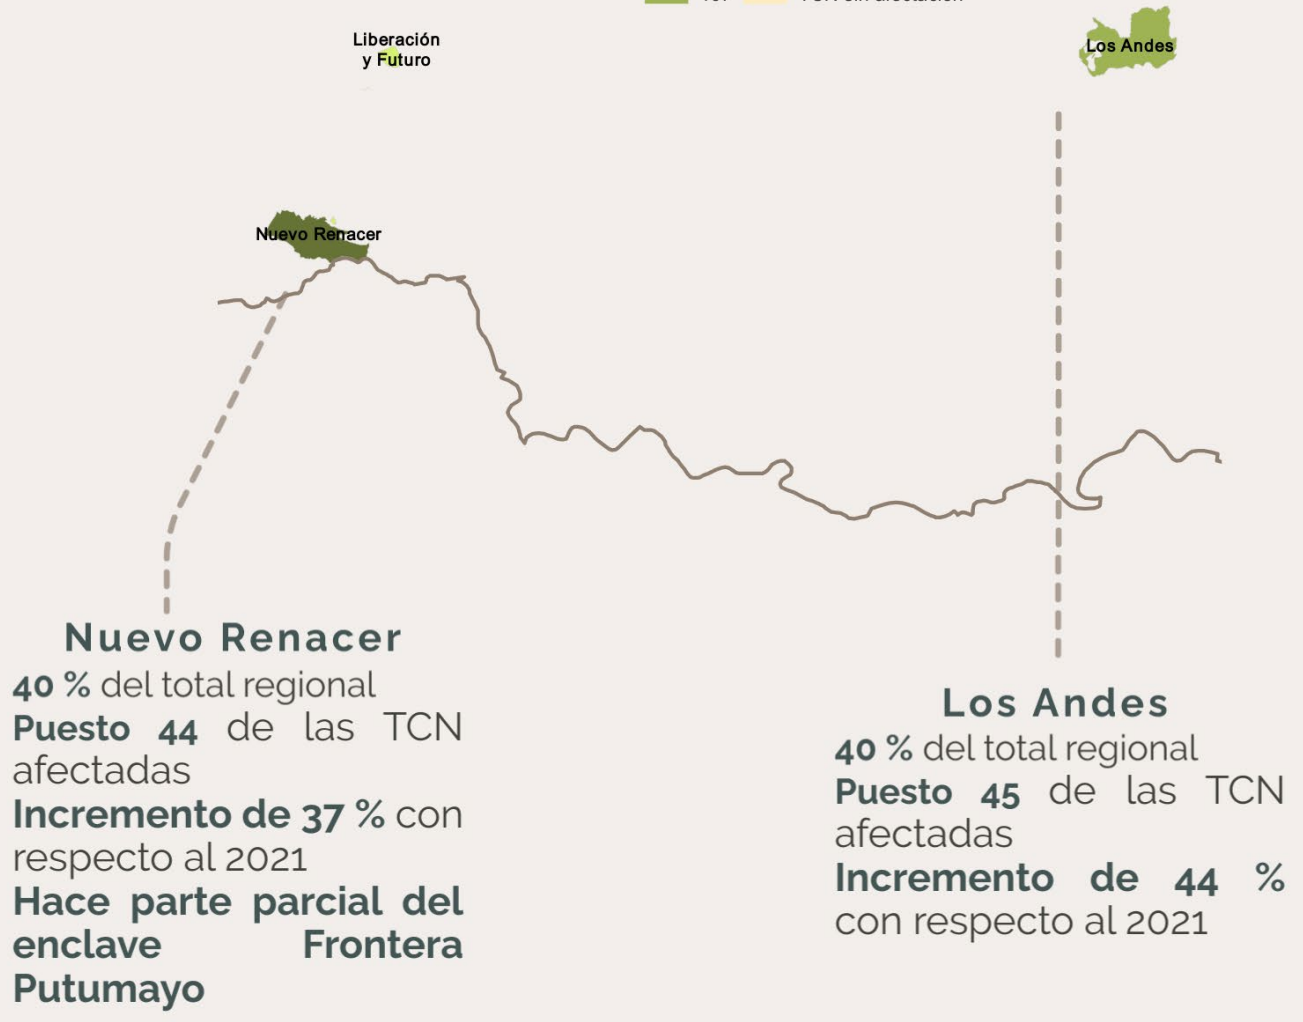 Liberación
y Futuro
Los Andes
Nuevo Renacer
Nuevo Renacer
40 % del total regional
Puesto 44 de las TCN
afectadas
Incremento de 37 % con
respecto al 2021
Hace parte parcial del
enclave Frontera
Putumayo
Los Andes
40 % del total regional
Puesto 45 de las TCN
afectadas
Incremento de 44 %
con respecto al 2021